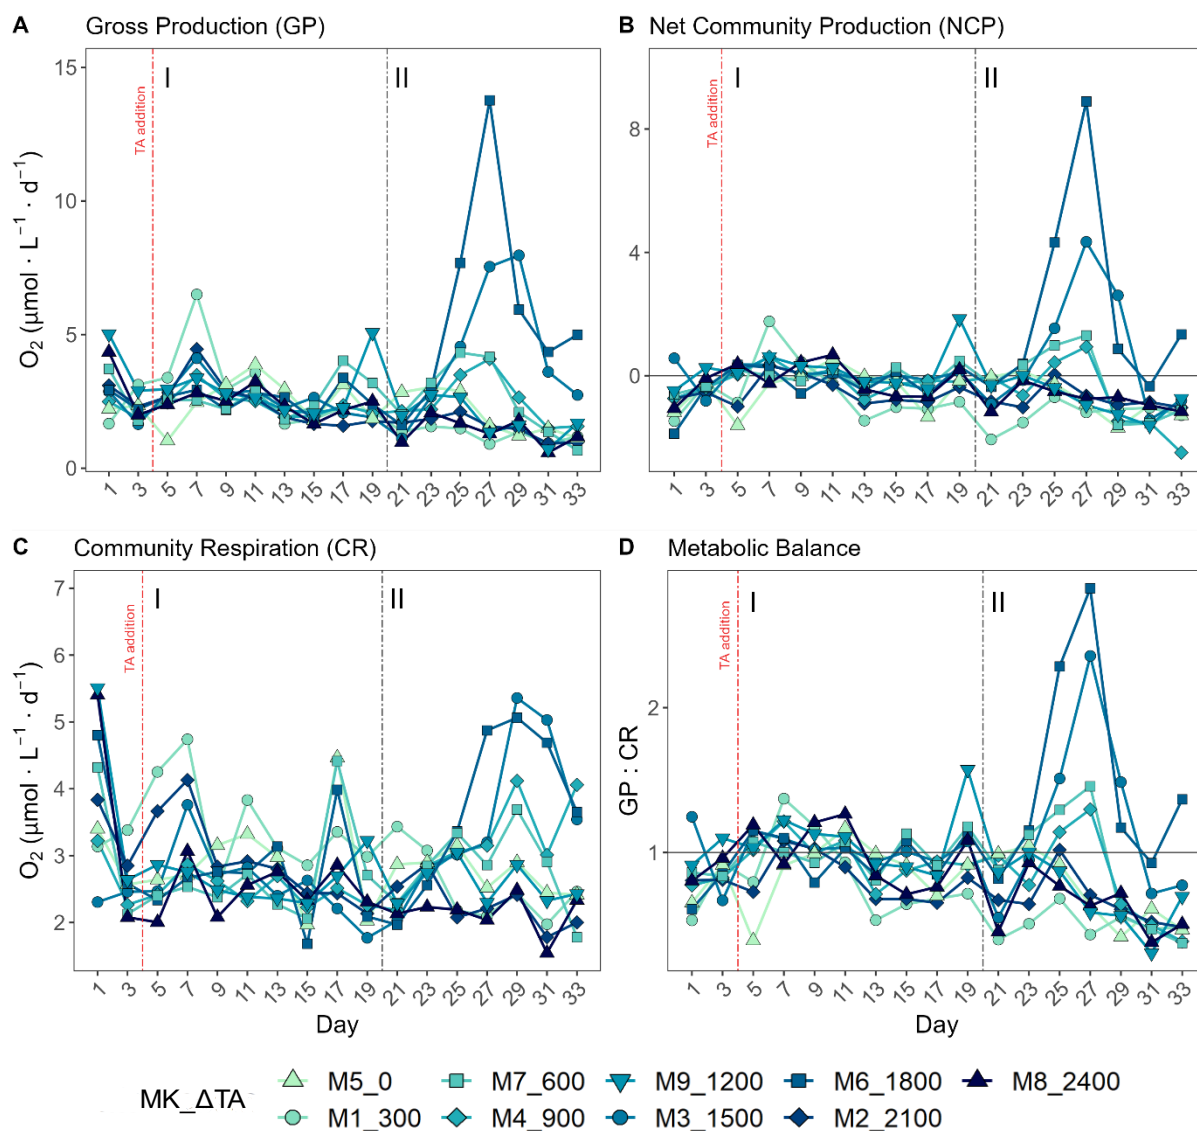 A Gross Production (GP)
B Net Community Production (NCP)
15
10
5
0
O₂ (μmol · L⁻¹ · d⁻¹)
TA addition
I
II
1 3 5 7 9 11 13 15 17 19 21 23 25 27 29 31 33
8
4
0
TA addition
I
II
1 3 5 7 9 11 13 15 17 19 21 23 25 27 29 31 33
C Community Respiration (CR)
D Metabolic Balance
7
6
5
4
3
2
O₂ (μmol · L⁻¹ · d⁻¹)
TA addition
I
II
1 3 5 7 9 11 13 15 17 19 21 23 25 27 29 31 33
Day
2
1
GP : CR
TA addition
I
II
1 3 5 7 9 11 13 15 17 19 21 23 25 27 29 31 33
Day
MK_ΔTA
M5_0 M7_600 M9_1200 M6_1800 M8_2400
M1_300 M4_900 M3_1500 M2_2100